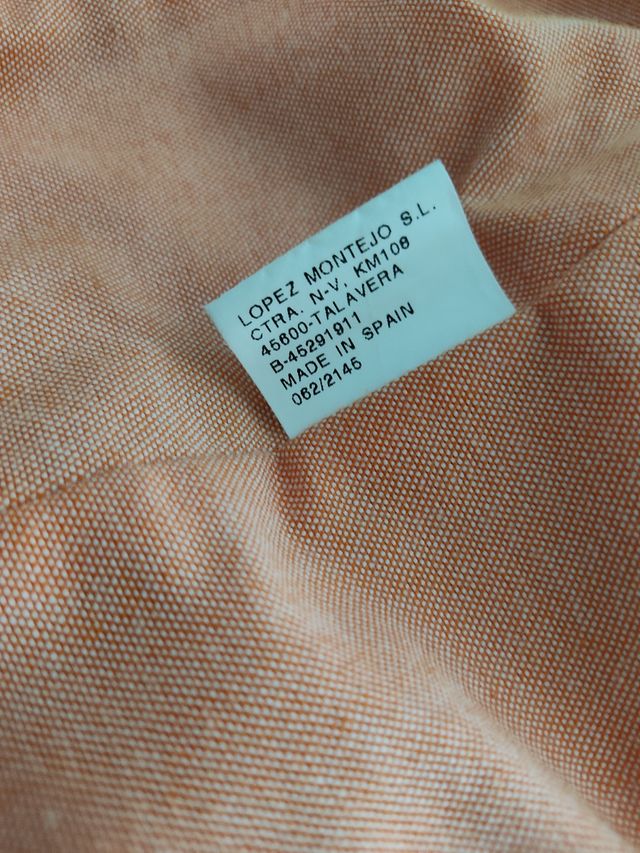 LOPEZ MONTEJO S.L.
CTRA. N-V, KM108
45600-TALAVERA
B-45291911
MADE IN SPAIN
062/2145